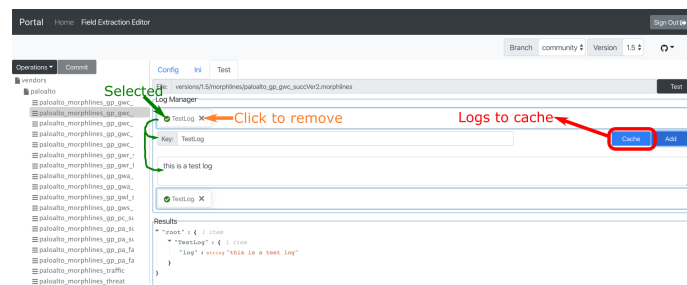 Portal Home Field Extraction Editor Sign Out
Branch community Version 1.5
Operations Commit
vendors
paloalto
paloalto_morphlines_gp_gwc_
paloalto_morphlines_gp_gwc_
paloalto_morphlines_gp_gwc_
paloalto_morphlines_gp_gwc_
paloalto_morphlines_gp_gwc_
paloalto_morphlines_gp_gwr_
paloalto_morphlines_gp_gwr_
paloalto_morphlines_gp_gwa_
paloalto_morphlines_gp_gwa_
paloalto_morphlines_gp_gwl_s
paloalto_morphlines_gp_gws_
paloalto_morphlines_gp_pc_su
paloalto_morphlines_gp_pa_su
paloalto_morphlines_gp_pa_su
paloalto_morphlines_gp_pa_fa
paloalto_morphlines_gp_pa_fa
paloalto_morphlines_traffic
paloalto_morphlines_threat
Config Ini Test
File: versions/1.5/morphlines/paloalto_gp_gwc_succVer2.morphlines Test
Selected
Log Manager
TestLog Click to remove Logs to cache
Key: TestLog Cache Add
this is a test log
TestLog
Results
"root" : { 1 item
"TestLog" : { 1 item
"log" : string "this is a test log"
}
}